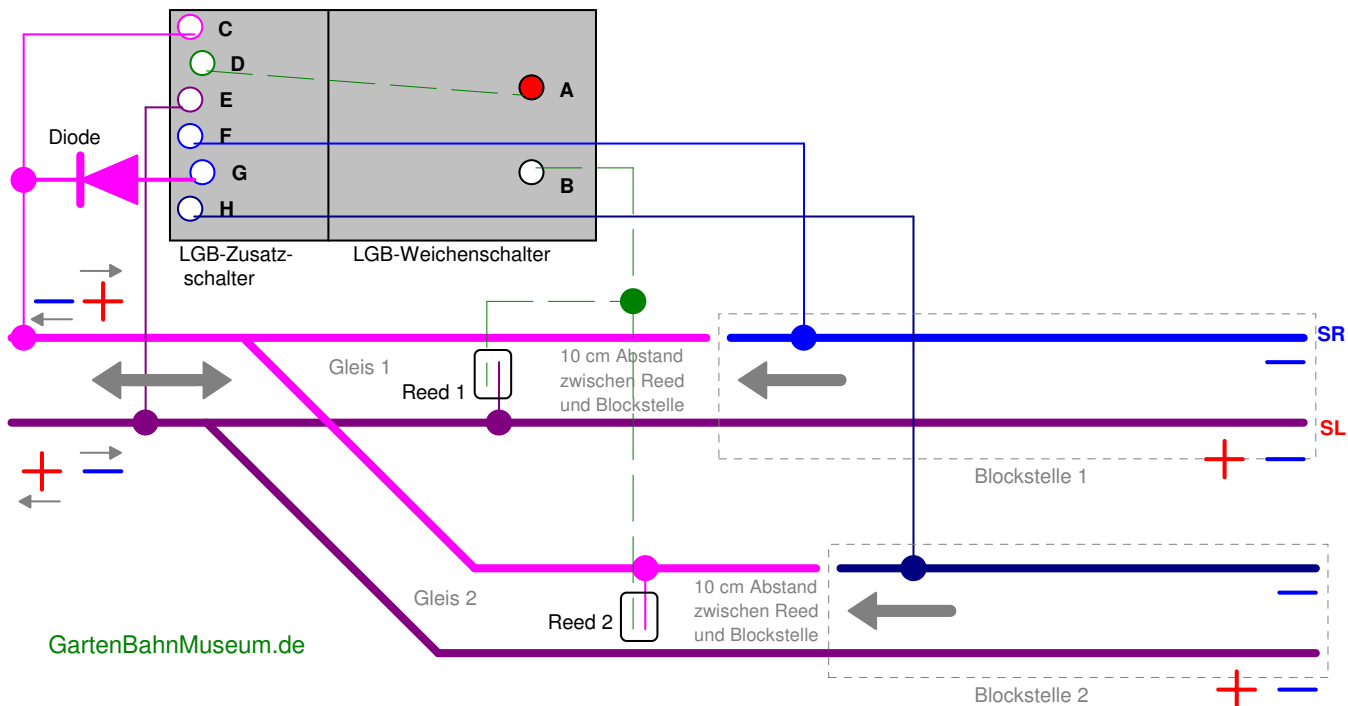 C
D
A
E
Diode
F
G
B
H
LGB-Zusatz-
schalter
LGB-Weichenschalter
SR
Gleis 1
10 cm Abstand
zwischen Reed
und Blockstelle
Reed 1
SL
Blockstelle 1
Gleis 2
10 cm Abstand
zwischen Reed
und Blockstelle
Reed 2
GartenBahnMuseum.de
Blockstelle 2